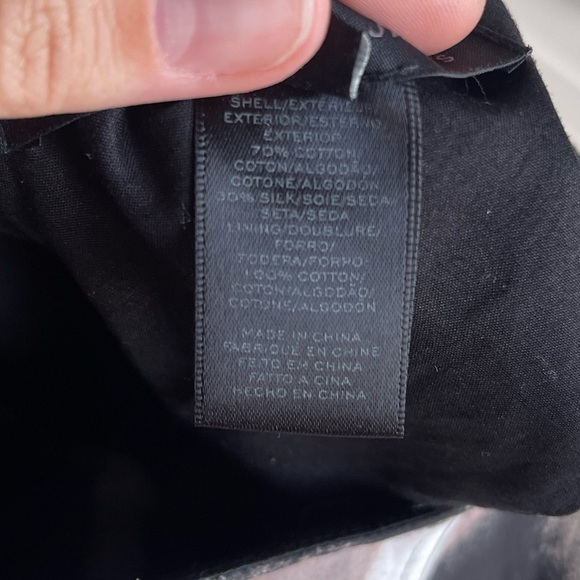 S
SHELL/EXTÉRIEUR
EXTERIOR/ESTERNO
EXTERIOR
70% COTTON
COTON/ALGODÃO/
COTONE/ALGODON
30% SILK/SOIE/SEDA
SETA/SEDA
LINING/DOUBLURE/
FORRO/
FODERA/FORRO
100% COTTON/
COTON/ALGODÃO/
COTONE/ALGODON
MADE IN CHINA
FABRIQUÉ EN CHINE
FEITO EM CHINA
FATTO A CINA
HECHO EN CHINA